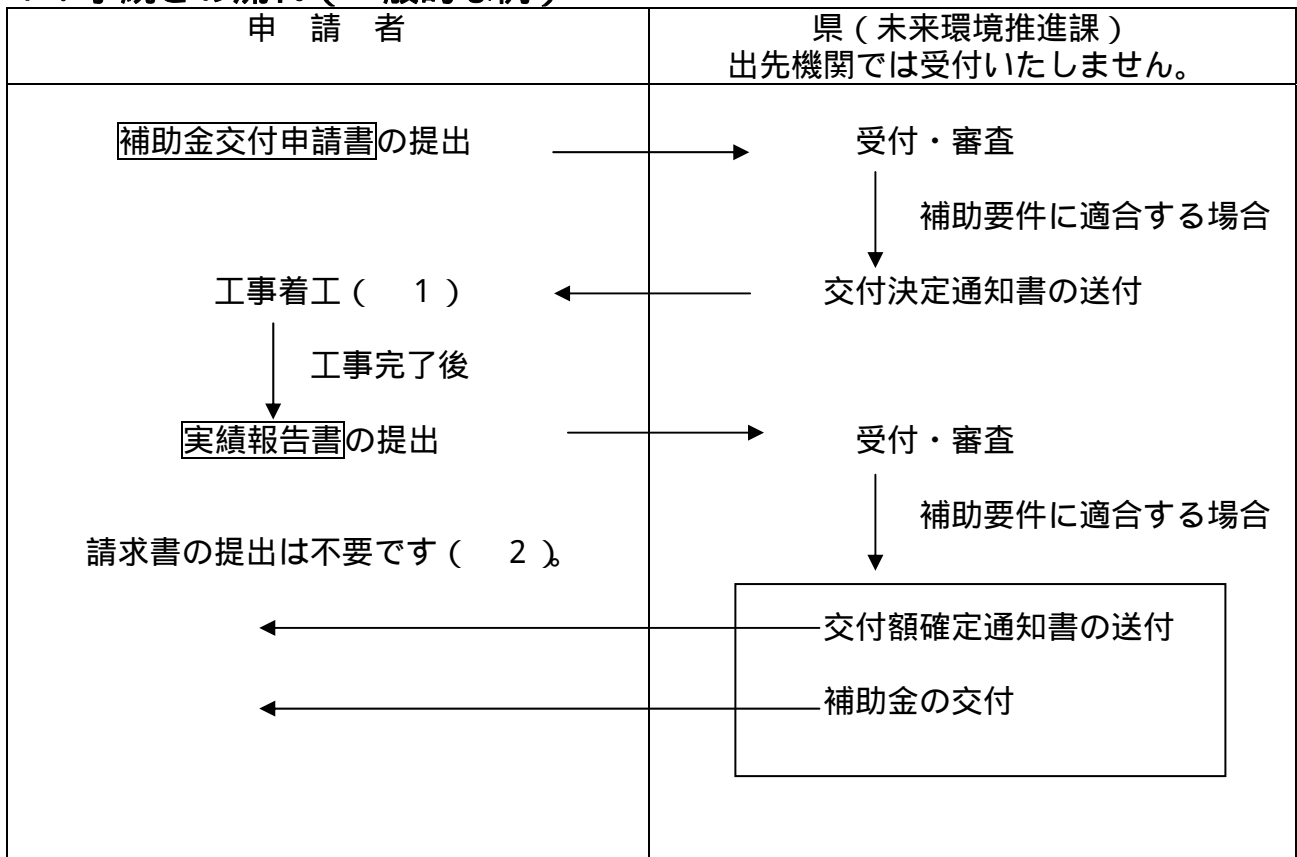 申 請 者
県（未来環境推進課）
出先機関では受付いたしません。
補助金交付申請書の提出
受付・審査
補助要件に適合する場合
工事着工（ 1）
交付決定通知書の送付
工事完了後
実績報告書の提出
受付・審査
補助要件に適合する場合
請求書の提出は不要です（ 2）。
交付額確定通知書の送付
補助金の交付